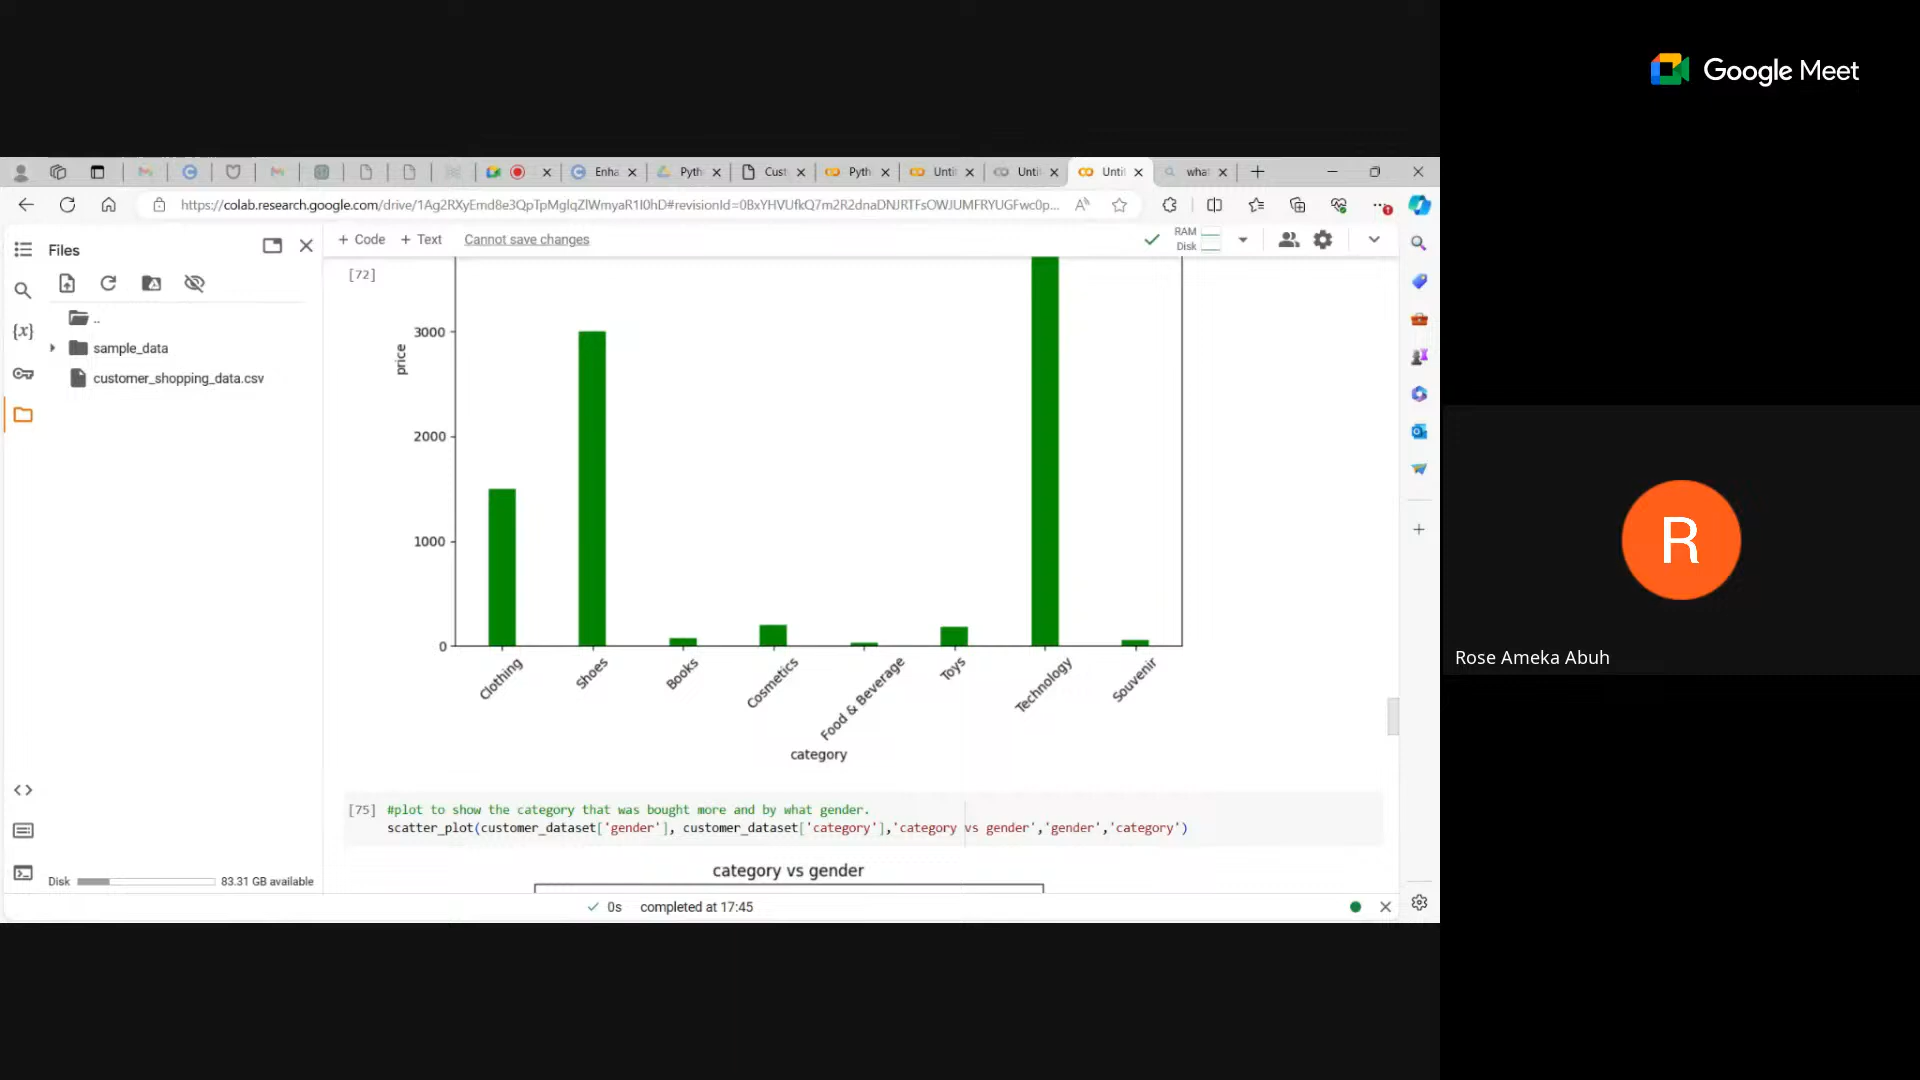 Google Meet
Enha
Pyth
Cust
Pyth
Unti
Unti
Unti
wha
https://colab.research.google.com/drive/1Ag2RXyEmd8e3QpTpMglqZlWmyaR1I0hD#revisionId=0BxYHVUfkQ7m2R2dnaDNJRTFsOWJUMFRYUGFwc0p...
Files
+ Code + Text Cannot save changes
RAM
Disk
..
sample_data
customer_shopping_data.csv
[72]
price
3000
2000
1000
0
Clothing
Shoes
Books
Cosmetics
Food & Beverage
Toys
Technology
Souvenir
category
[75] #plot to show the category that was bought more and by what gender.
scatter_plot(customer_dataset['gender'], customer_dataset['category'],'category vs gender','gender','category')
category vs gender
Disk 83.31 GB available
0s completed at 17:45
R
Rose Ameka Abuh